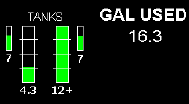 TANKS
GAL USED
16.3
7
7
4.3
12+